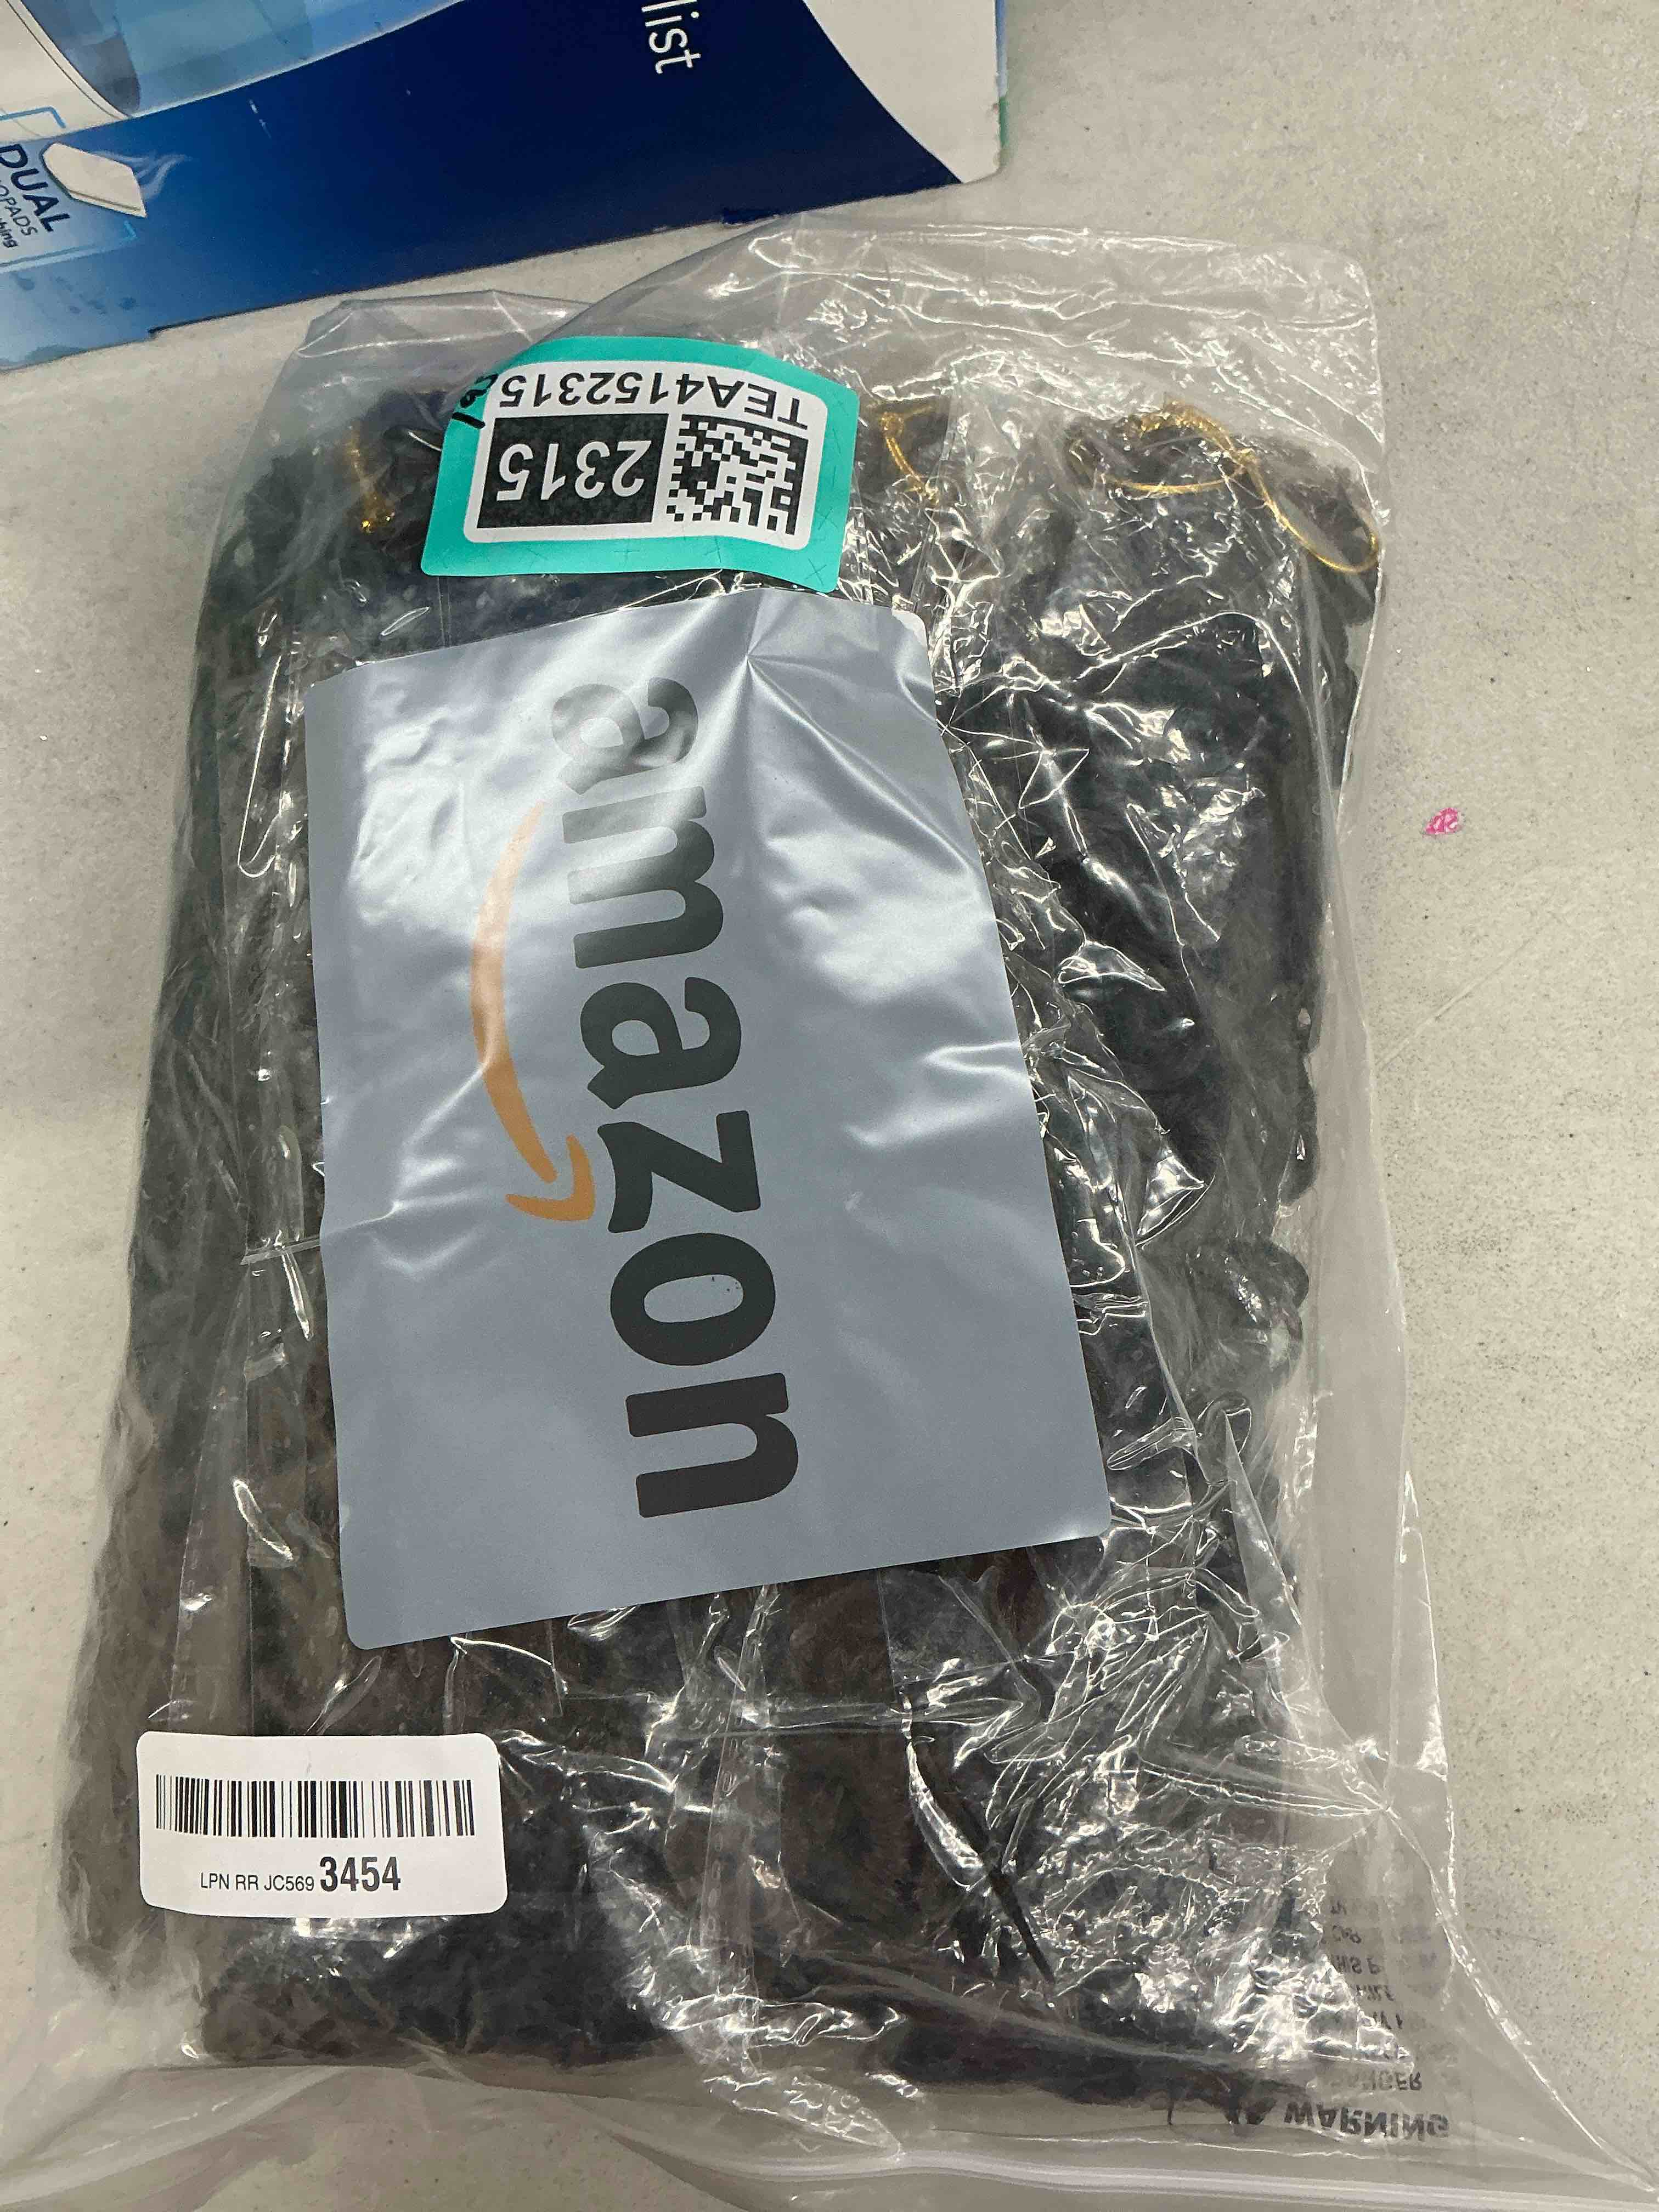 list
DUAL
TEA4152315
2315
amazon
LPN RR JC569 3454
WARNING